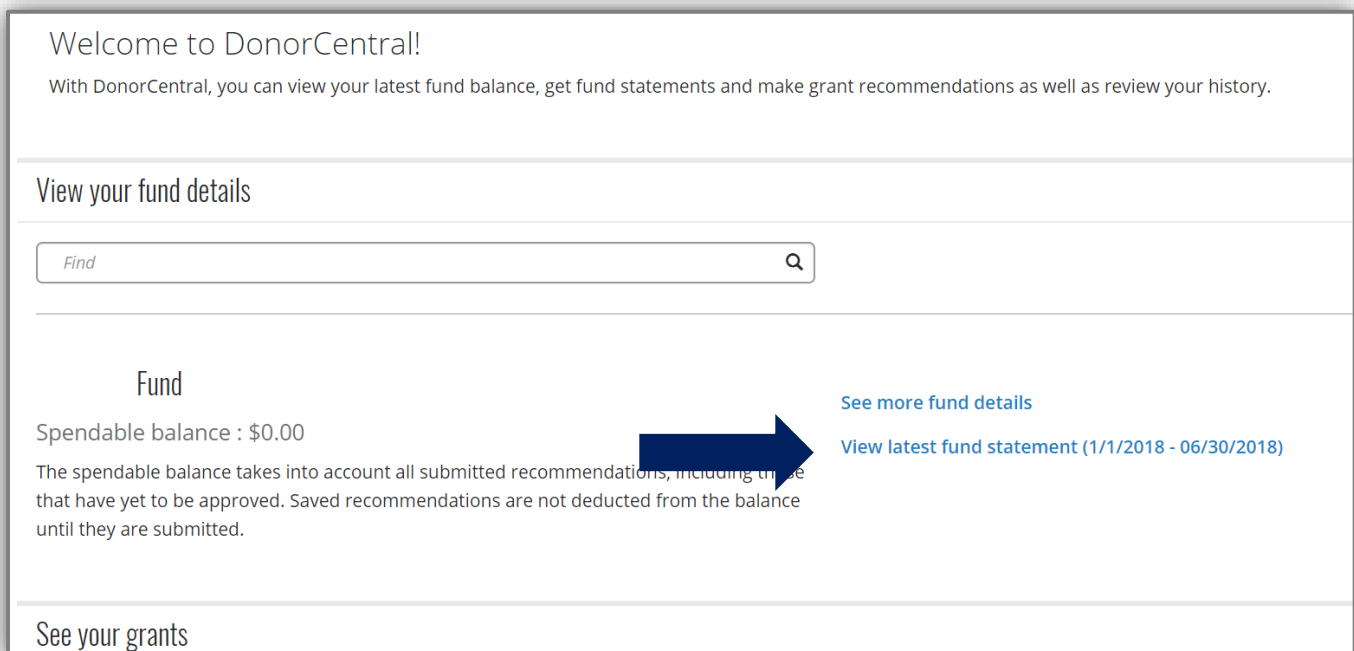 Welcome to DonorCentral!
With DonorCentral, you can view your latest fund balance, get fund statements and make grant recommendations as well as review your history.
View your fund details
Find
Fund
Spendable balance : $0.00
The spendable balance takes into account all submitted recommendations, including those
that have yet to be approved. Saved recommendations are not deducted from the balance
until they are submitted.
See more fund details
View latest fund statement (1/1/2018 - 06/30/2018)
See your grants